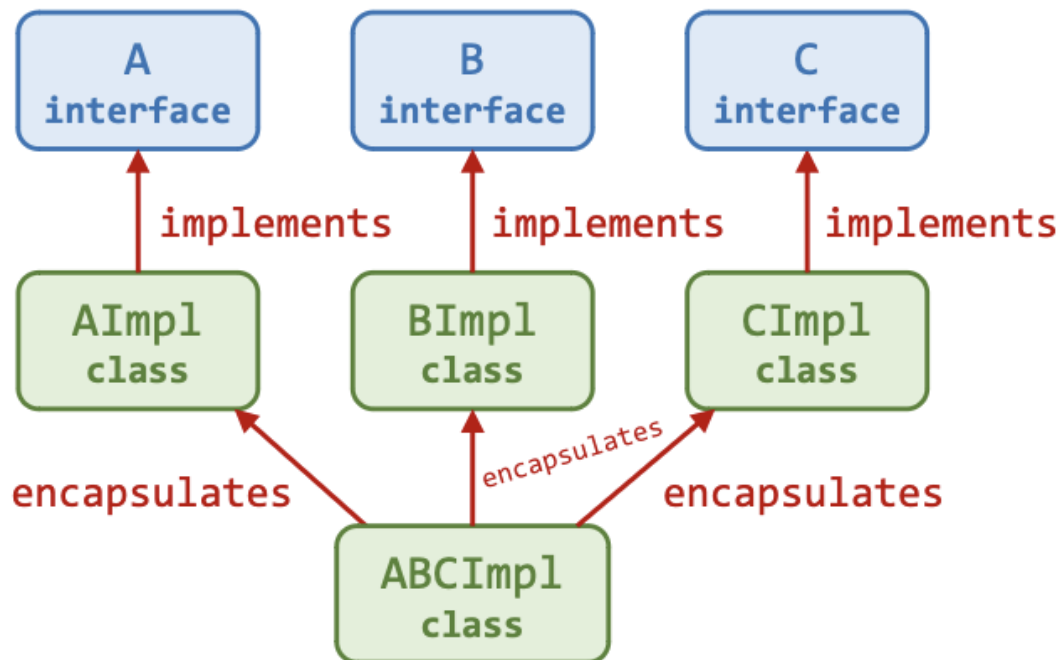 A
interface
B
interface
C
interface
implements
implements
implements
AImpl
class
BImpl
class
CImpl
class
encapsulates
encapsulates
encapsulates
ABCImpl
class